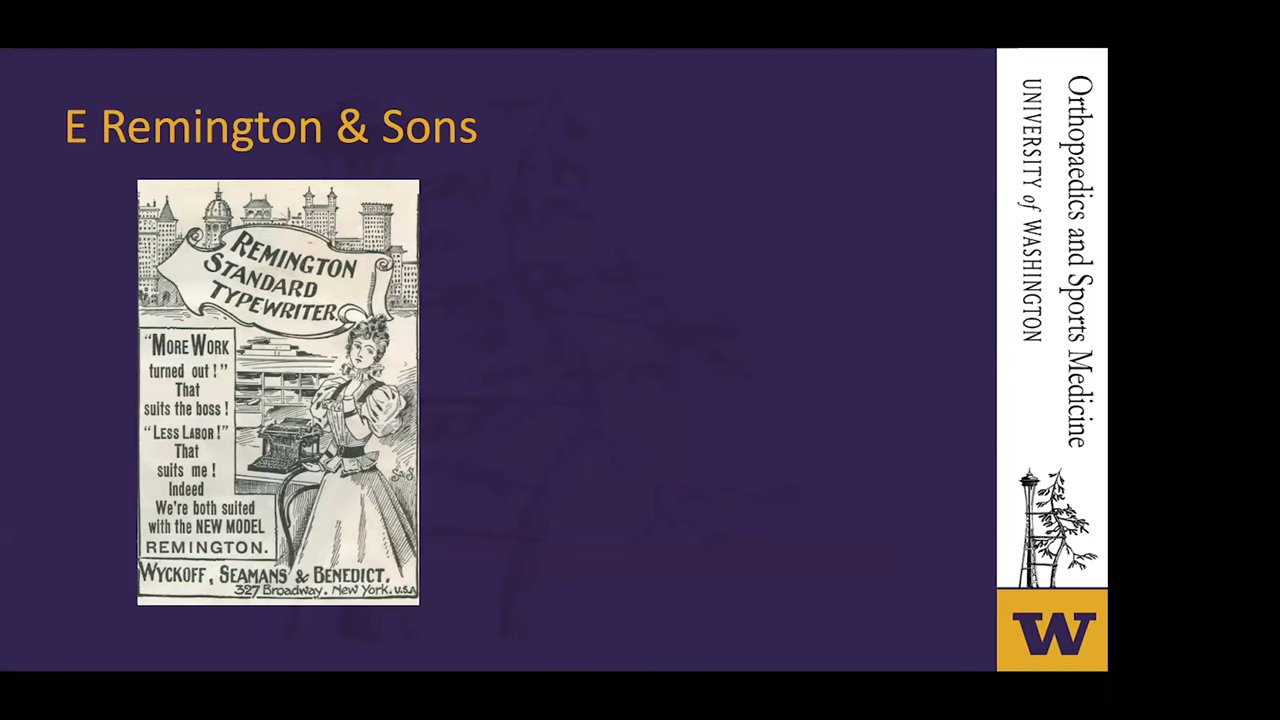 E Remington & Sons
REMINGTON
STANDARD
TYPEWRITER.
"MORE WORK
turned out!"
That
suits the boss!
"LESS LABOR!"
That
suits me!
Indeed
We're both suited
with the NEW MODEL
REMINGTON.
WYCKOFF, SEAMANS & BENEDICT.
327 Broadway. New York. U.S.A
S&S.
Orthopaedics and Sports Medicine
UNIVERSITY of WASHINGTON
W